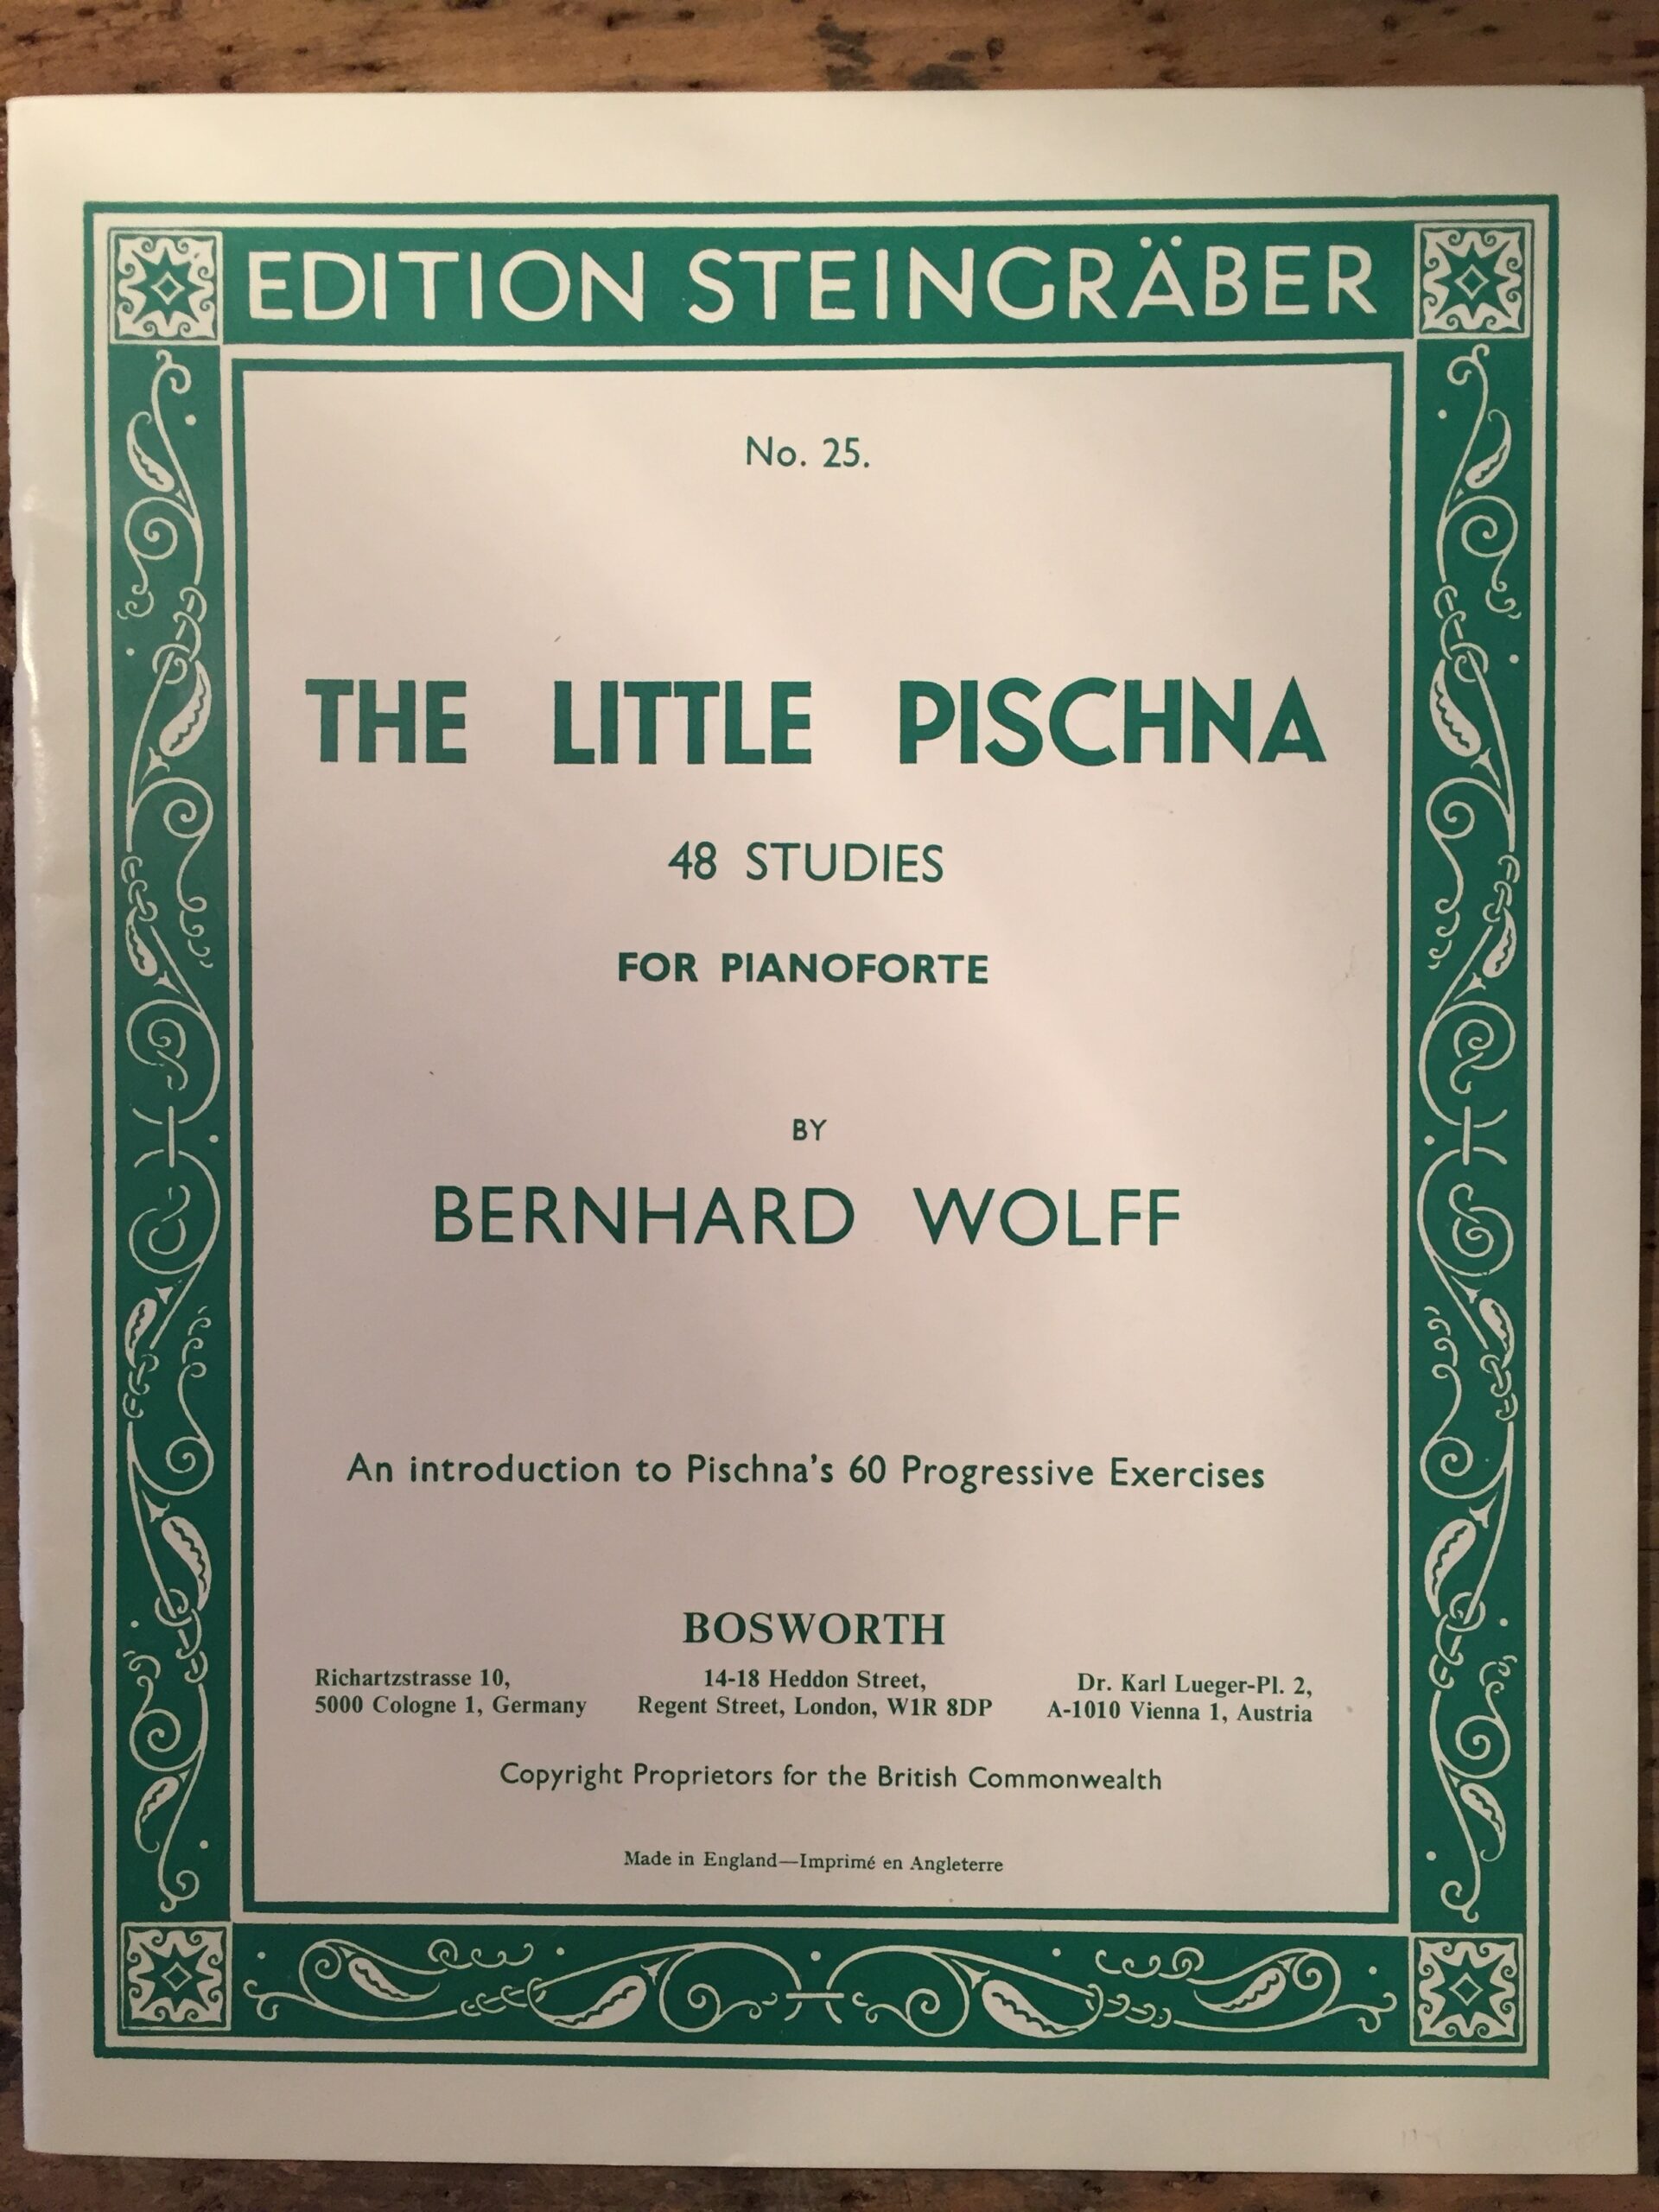 EDITION STEINGRÄBER
No. 25.
THE LITTLE PISCHNA
48 STUDIES
FOR PIANOFORTE
BY
BERNHARD WOLFF
An introduction to Pischna's 60 Progressive Exercises
BOSWORTH
Richartzstrasse 10,
5000 Cologne 1, Germany
14-18 Heddon Street,
Regent Street, London, W1R 8DP
Dr. Karl Lueger-Pl. 2,
A-1010 Vienna 1, Austria
Copyright Proprietors for the British Commonwealth
Made in England—Imprimé en Angleterre